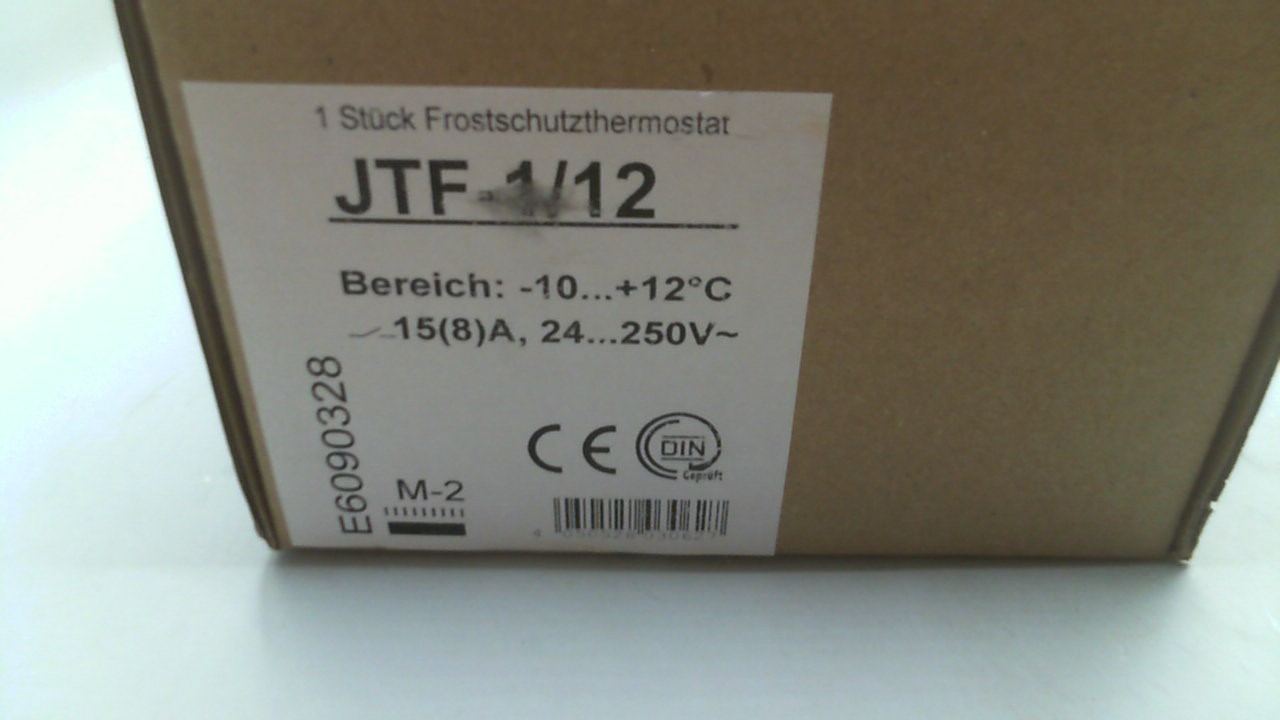 1 Stück Frostschutzthermostat
JTF-1/12
Bereich: -10...+12°C
15(8)A, 24...250V~
E6090328
M-2
CE
DIN
Geprüft